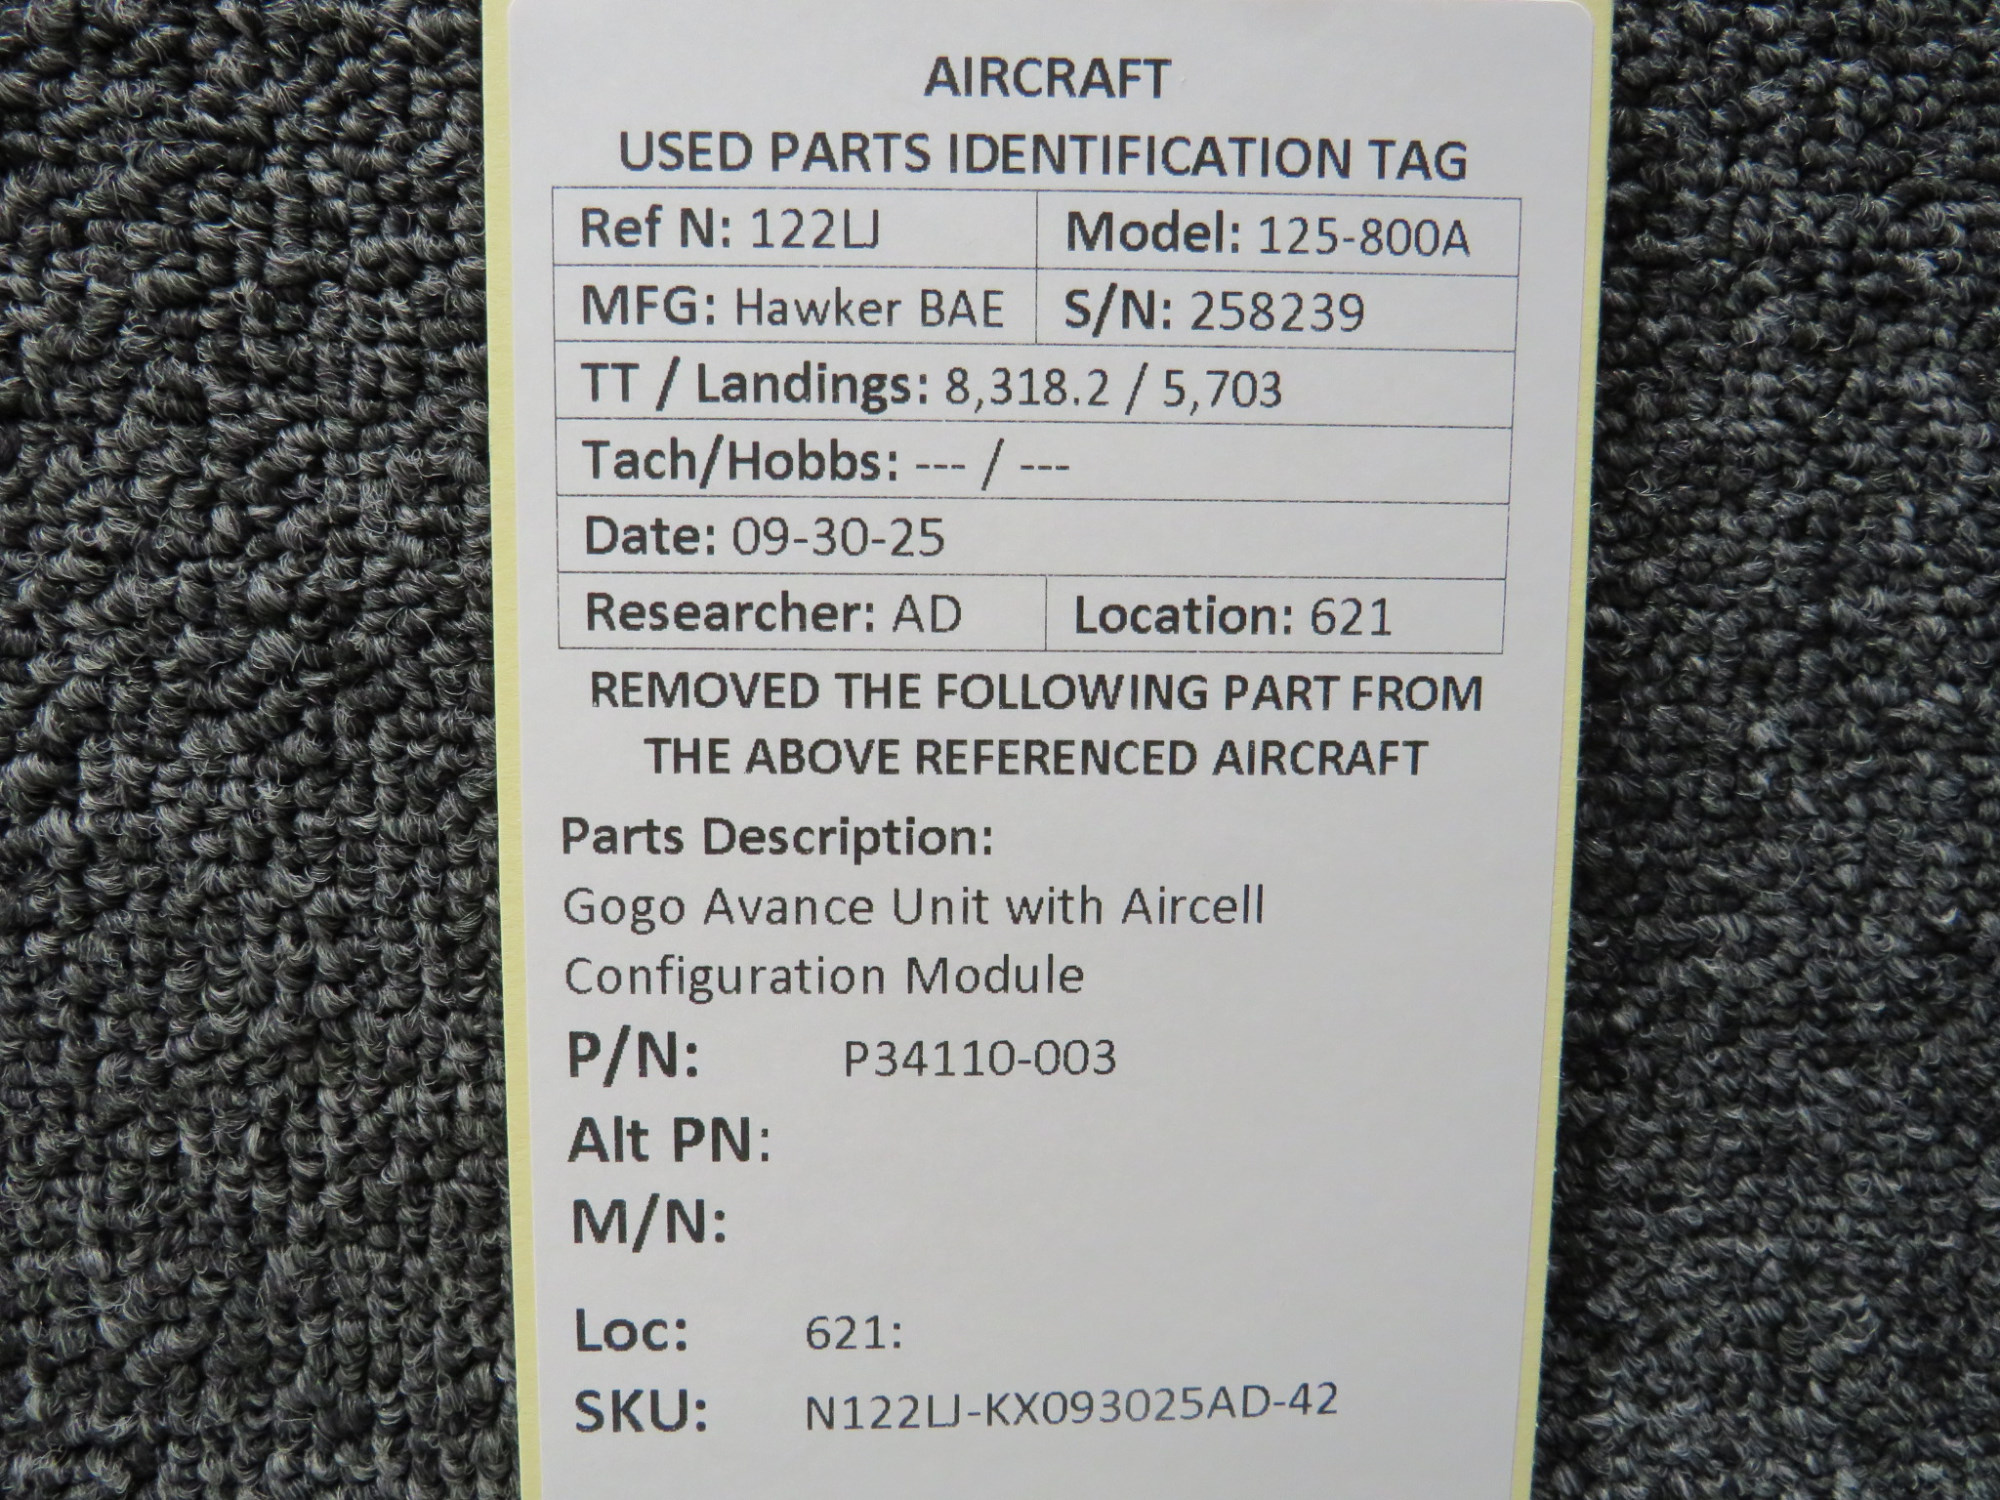 AIRCRAFT
USED PARTS IDENTIFICATION TAG
Ref N: 122LJ Model: 125-800A
MFG: Hawker BAE S/N: 258239
TT / Landings: 8,318.2 / 5,703
Tach/Hobbs: --- / ---
Date: 09-30-25
Researcher: AD Location: 621
REMOVED THE FOLLOWING PART FROM
THE ABOVE REFERENCED AIRCRAFT
Parts Description:
Gogo Avance Unit with Aircell
Configuration Module
P/N: P34110-003
Alt PN:
M/N:
Loc: 621:
SKU: N122LJ-KX093025AD-42